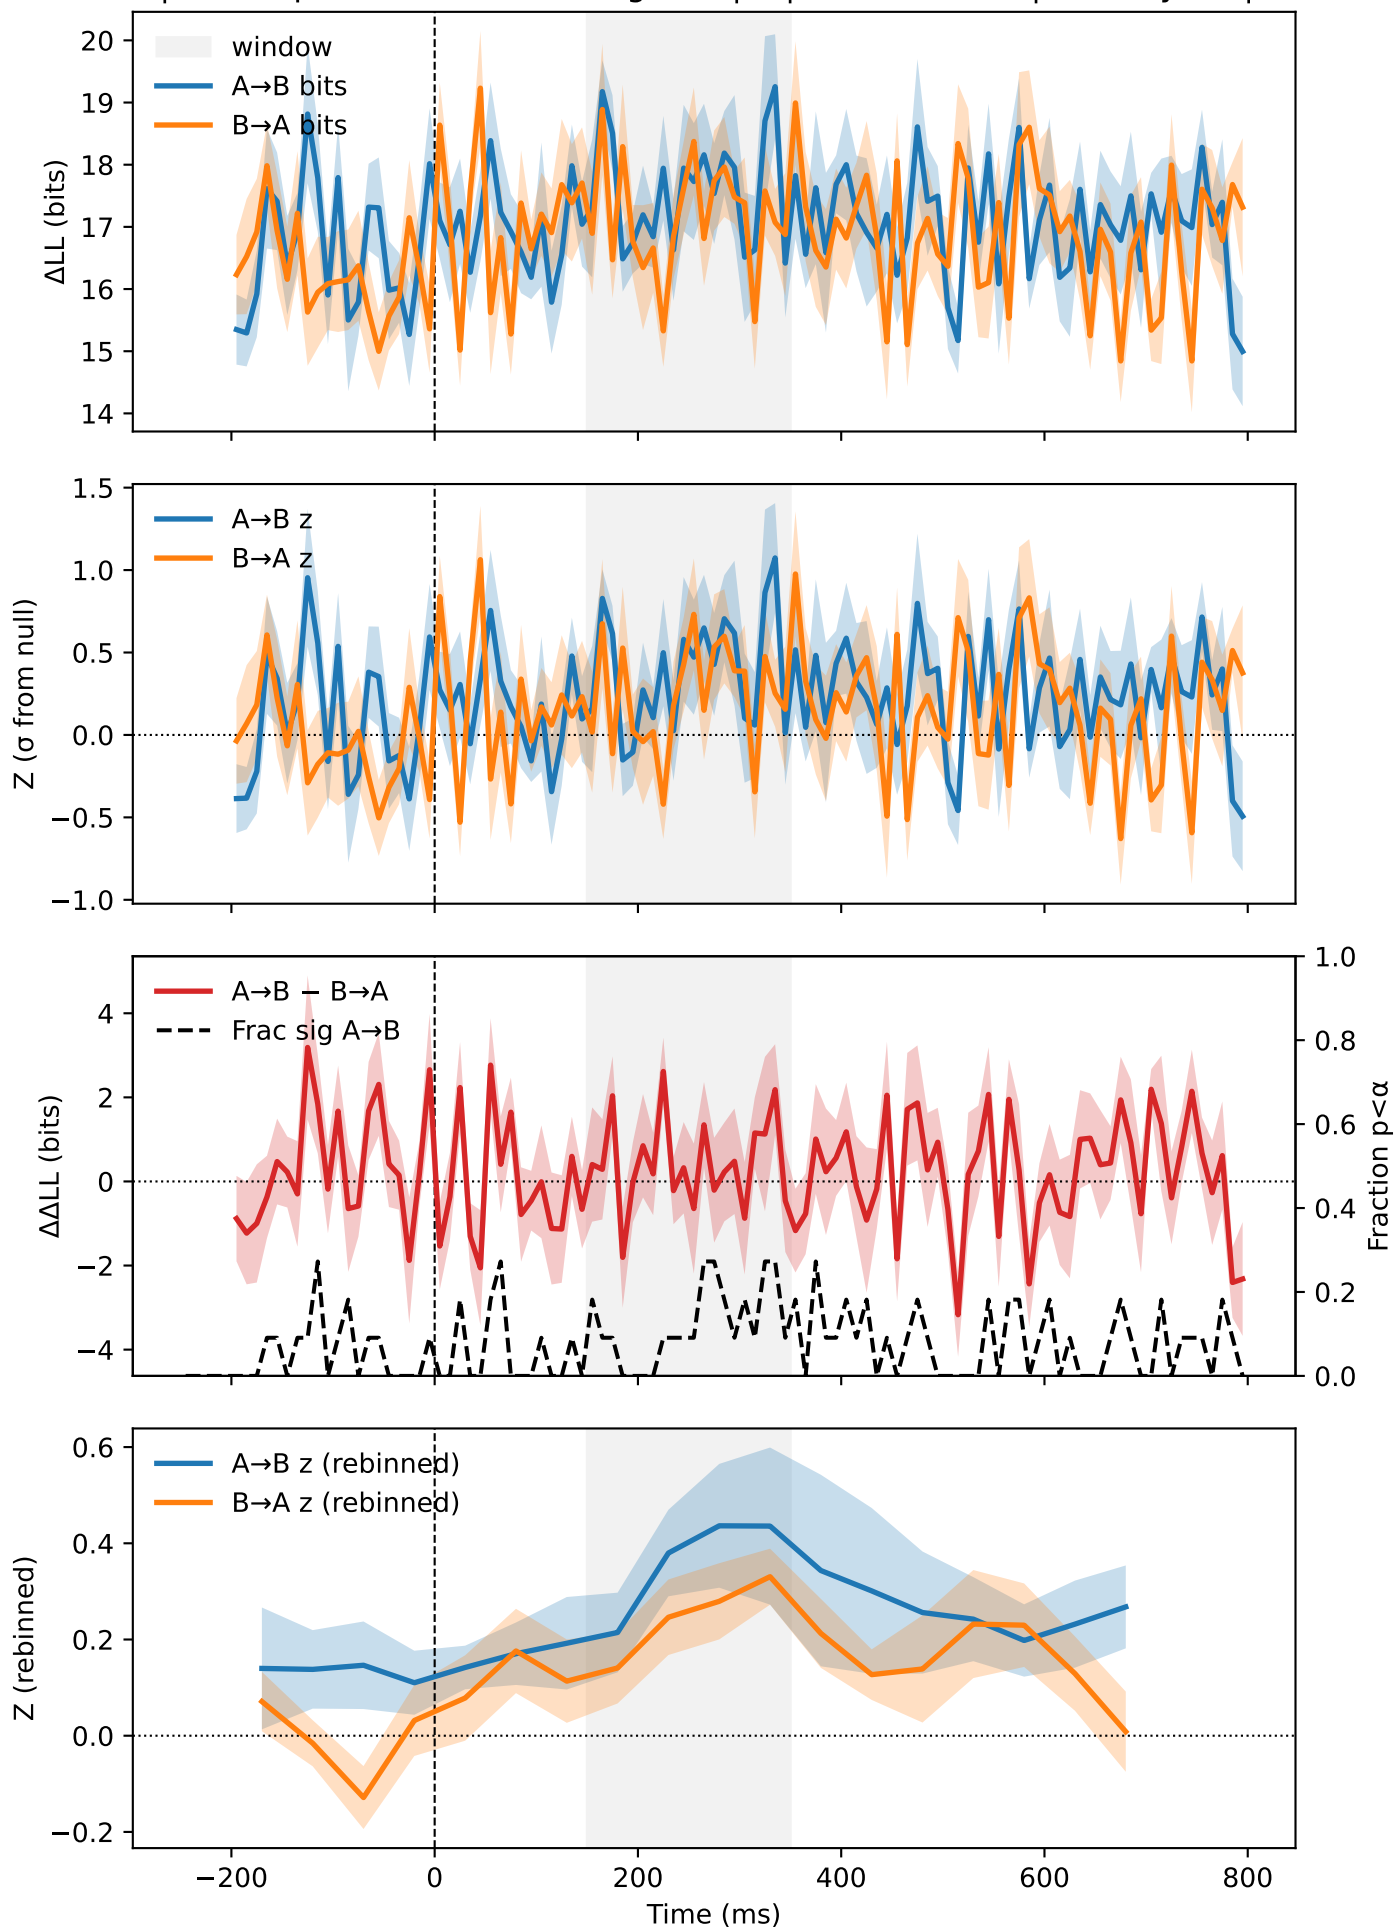 20
19
18
17
16
15
14
ΔLL (bits)
window
A→B bits
B→A bits
1.5
1.0
0.5
0.0
−0.5
−1.0
Z (σ from null)
A→B z
B→A z
4
2
0
−2
−4
ΔΔLL (bits)
A→B − B→A
Frac sig A→B
1.0
0.8
0.6
0.4
0.2
0.0
Fraction p<α
0.6
0.4
0.2
0.0
−0.2
Z (rebinned)
A→B z (rebinned)
B→A z (rebinned)
−200 0 200 400 600 800
Time (ms)